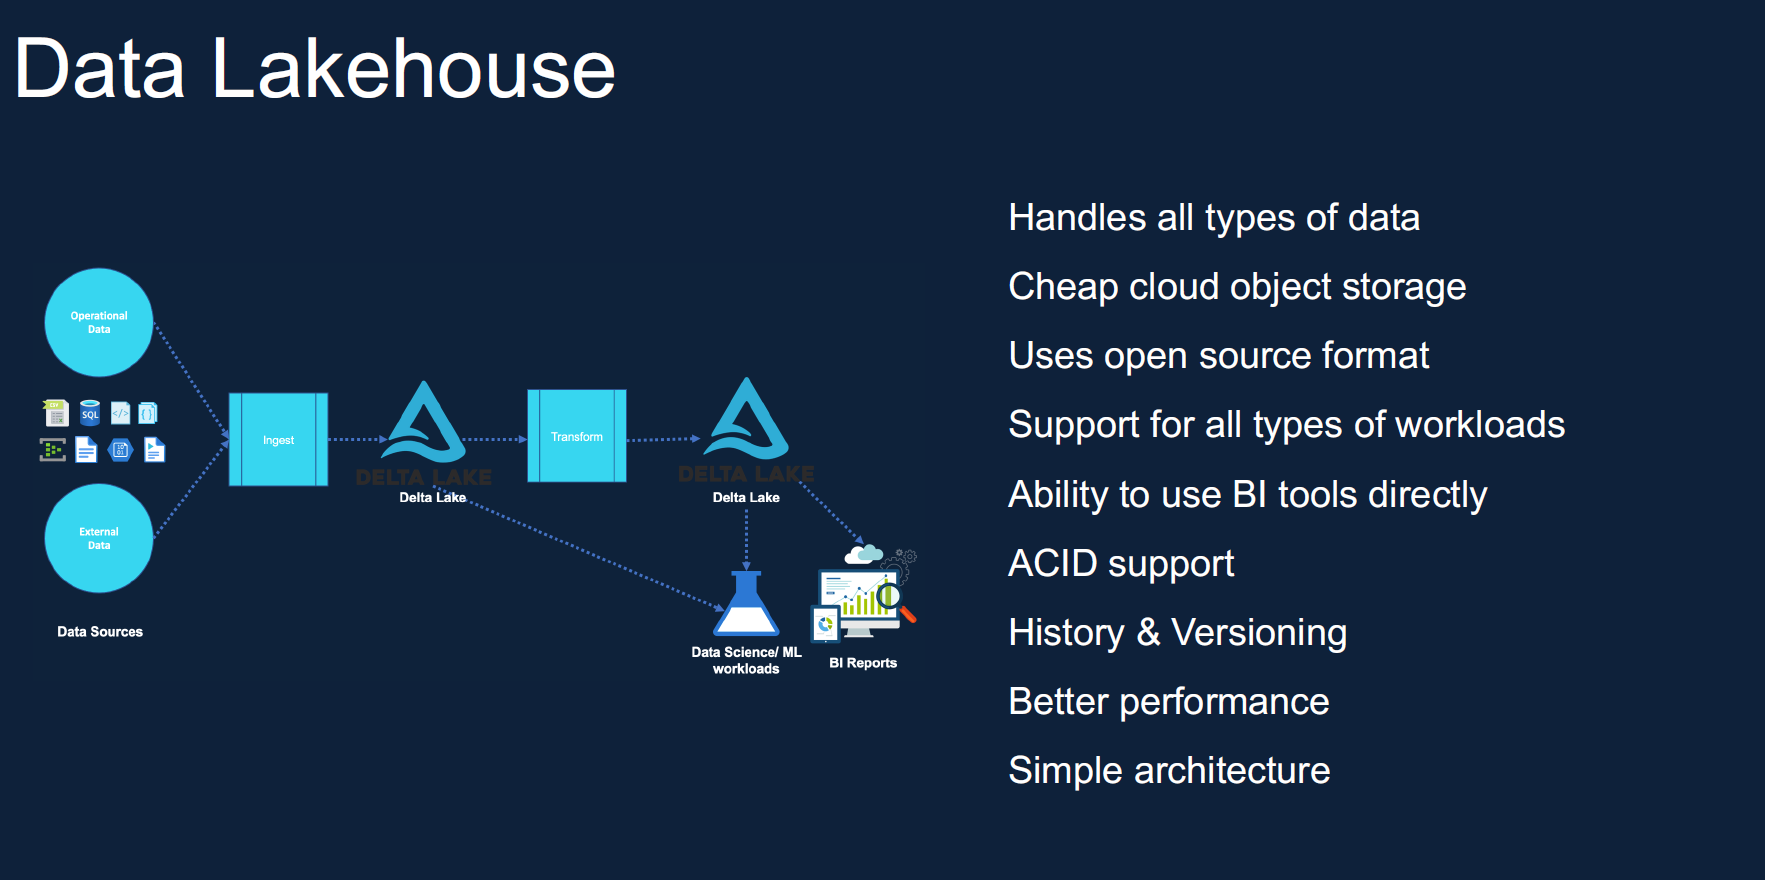 Data Lakehouse
Operational
Data
CSV
SQL
</>
{ }
10
01
External
Data
Data Sources
Ingest
DELTA LAKE
Delta Lake
Transform
DELTA LAKE
Delta Lake
Data Science/ ML
workloads
BI Reports
Handles all types of data
Cheap cloud object storage
Uses open source format
Support for all types of workloads
Ability to use BI tools directly
ACID support
History & Versioning
Better performance
Simple architecture